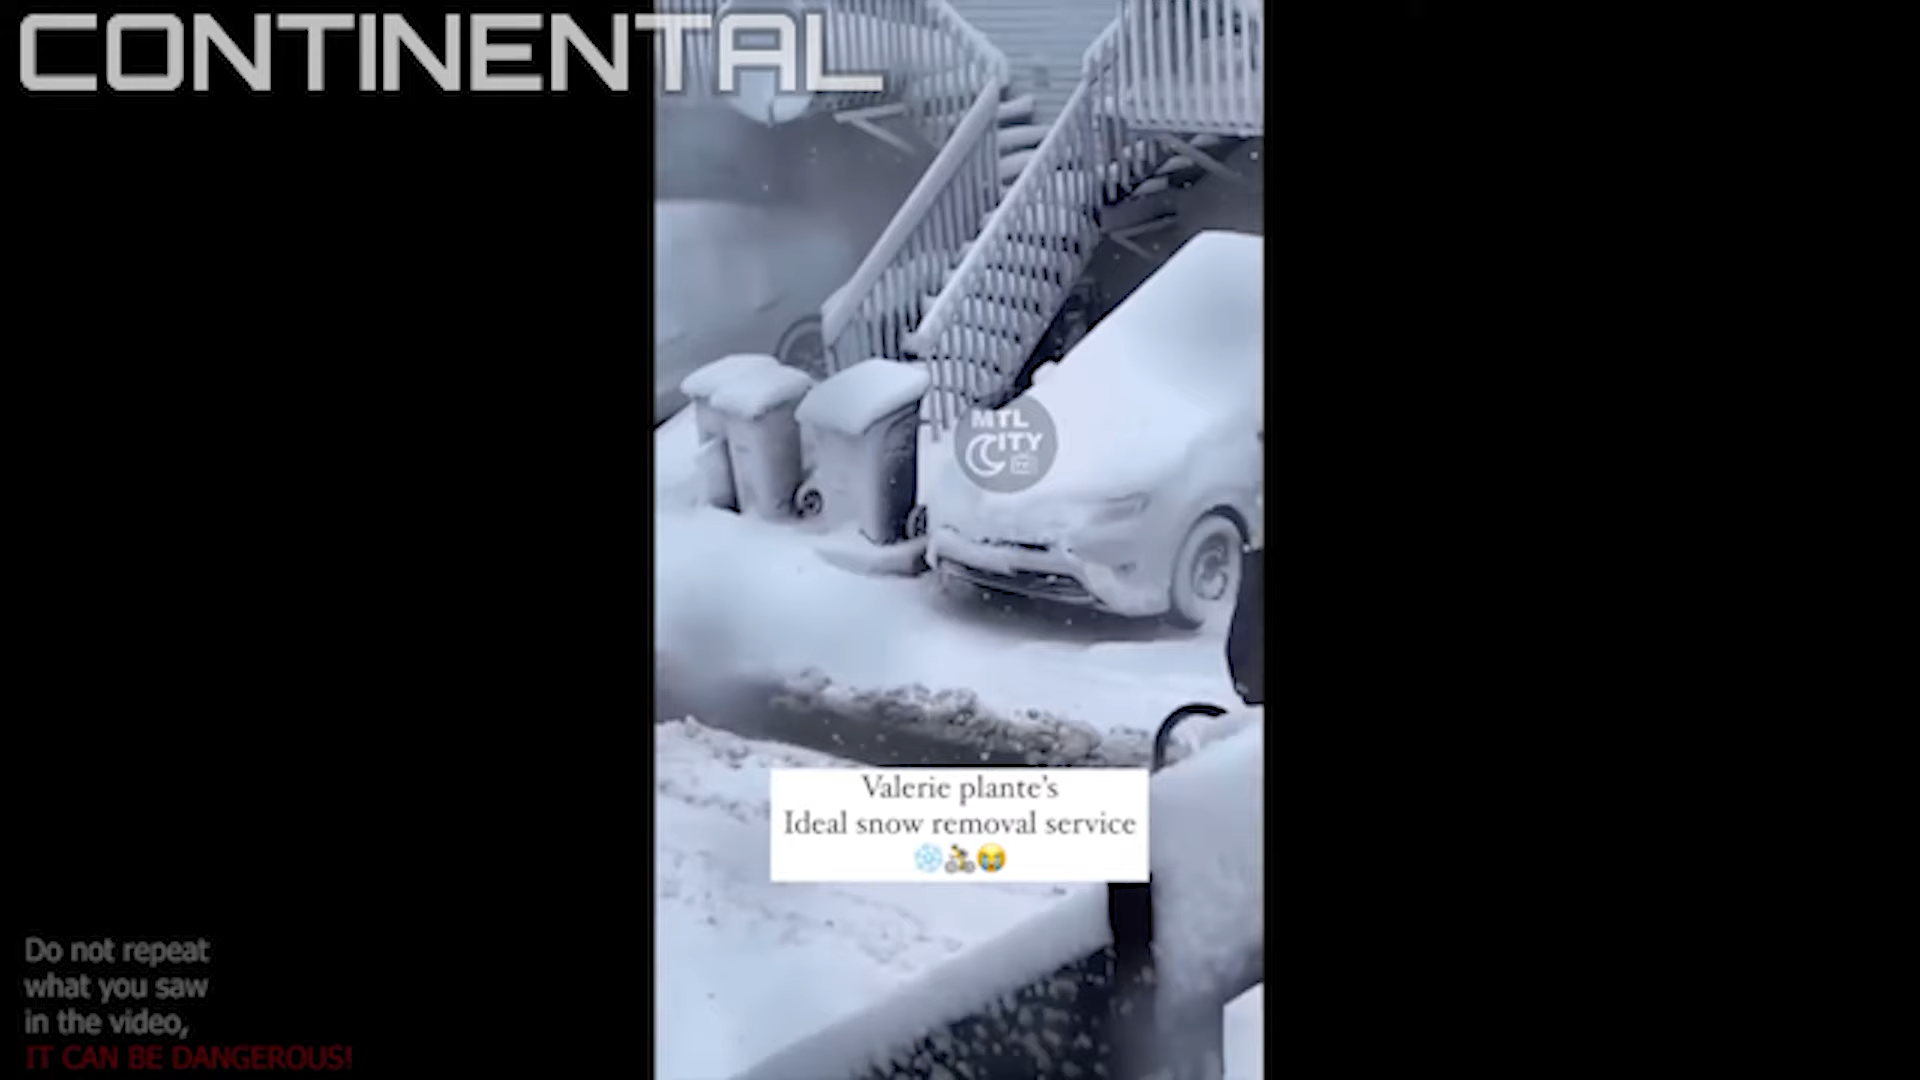 CONTINENTAL
MTL
CITY
Valerie plante's
Ideal snow removal service
❄️🚴😭
Do not repeat
what you saw
in the video,
IT CAN BE DANGEROUS!